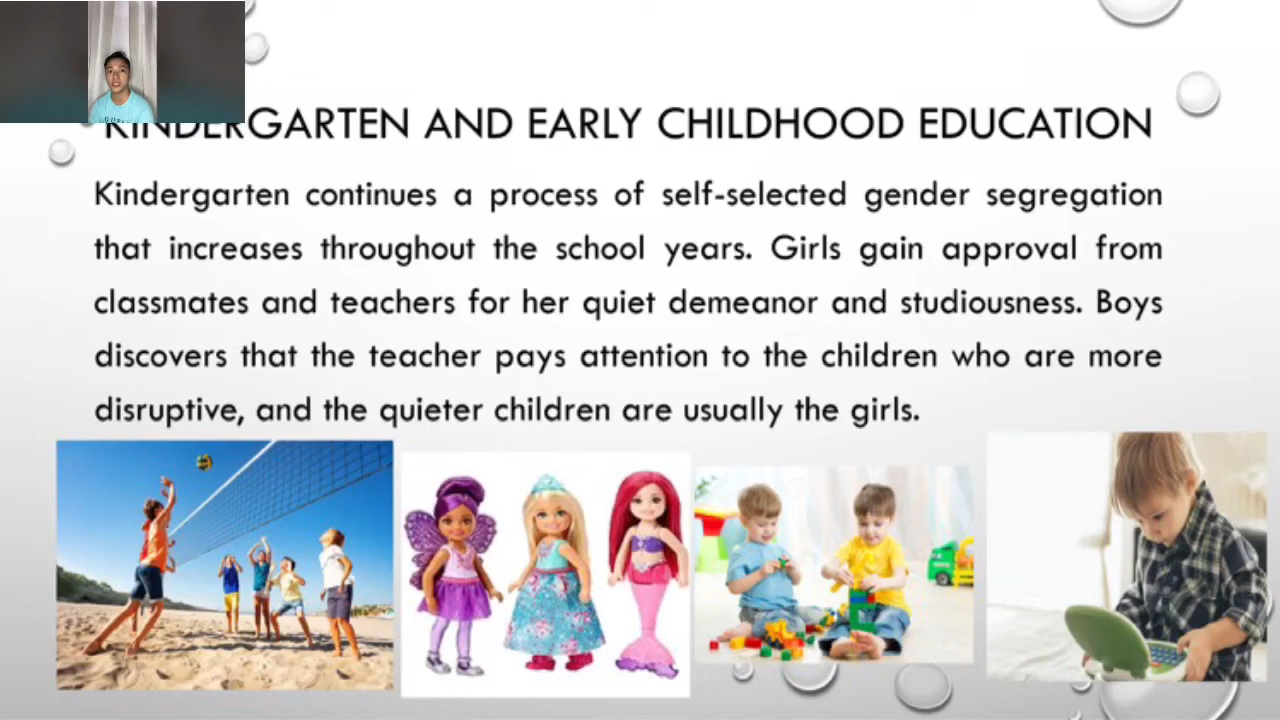 KINDERGARTEN AND EARLY CHILDHOOD EDUCATION
Kindergarten continues a process of self-selected gender segregation
that increases throughout the school years. Girls gain approval from
classmates and teachers for her quiet demeanor and studiousness. Boys
discovers that the teacher pays attention to the children who are more
disruptive, and the quieter children are usually the girls.